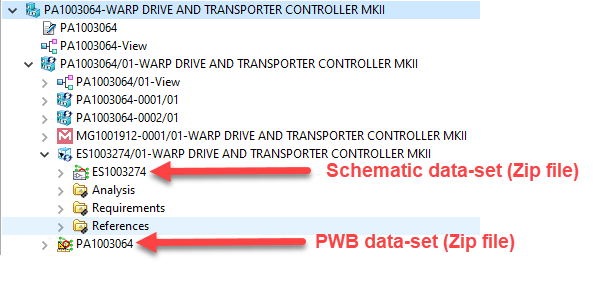 PA1003064-WARP DRIVE AND TRANSPORTER CONTROLLER MKII
PA1003064
PA1003064-View
PA1003064/01-WARP DRIVE AND TRANSPORTER CONTROLLER MKII
PA1003064/01-View
PA1003064-0001/01
PA1003064-0002/01
MG1001912-0001/01-WARP DRIVE AND TRANSPORTER CONTROLLER MKII
ES1003274/01-WARP DRIVE AND TRANSPORTER CONTROLLER MKII
ES1003274 Schematic data-set (Zip file)
Analysis
Requirements
References
PA1003064 PWB data-set (Zip file)